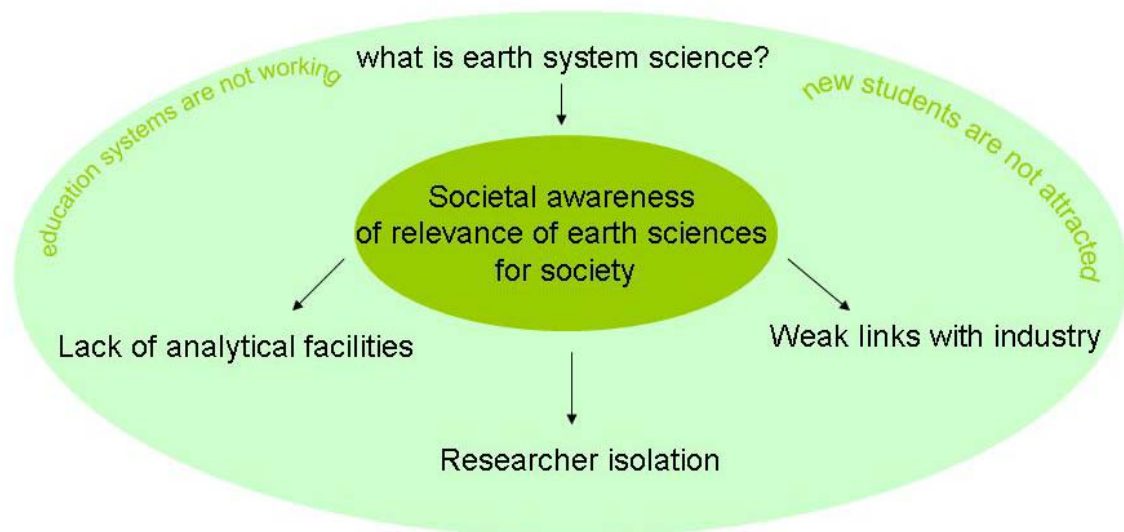 what is earth system science?
education systems are not working
new students are not attracted
Societal awareness
of relevance of earth sciences
for society
Lack of analytical facilities
Weak links with industry
Researcher isolation